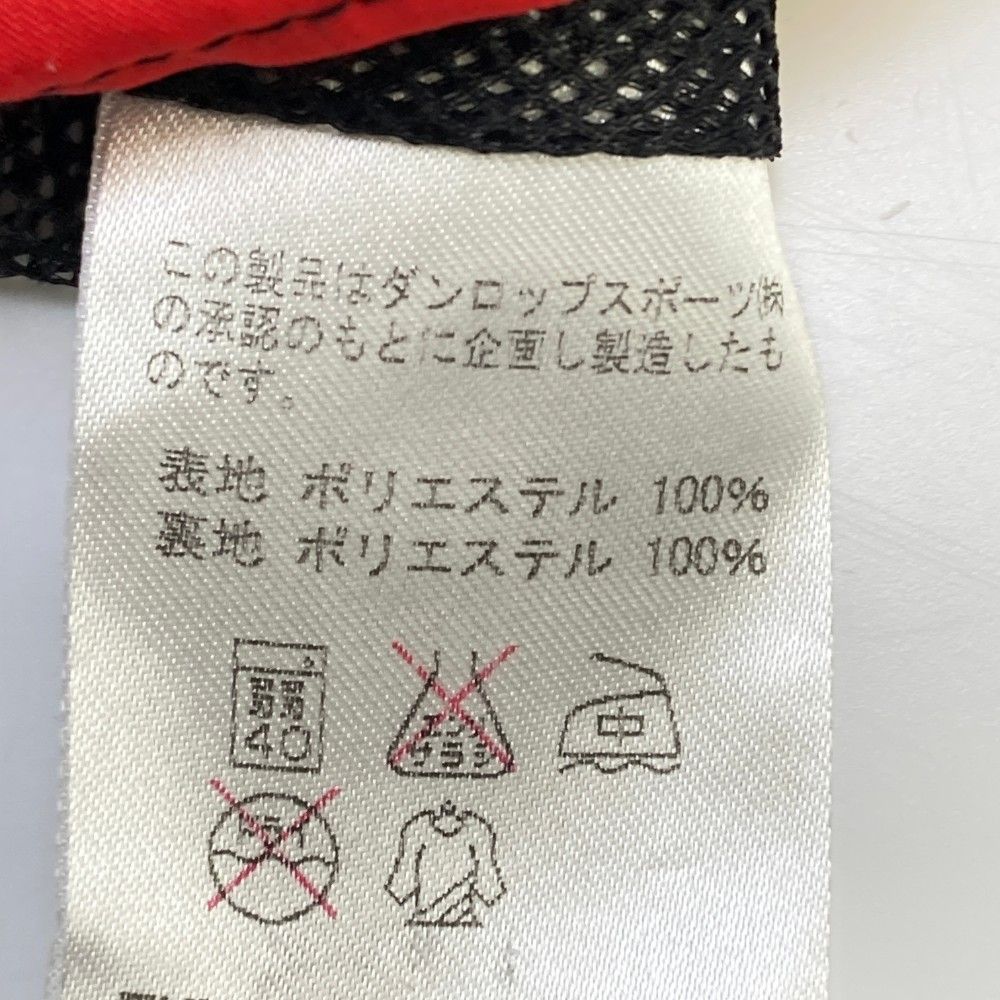 この製品はダンロップスポーツ㈱
の承認のもとに企画し製造したも
のです。
表地 ポリエステル 100%
裏地 ポリエステル 100%
弱
40
エンソ
サラシ
中
ドライ